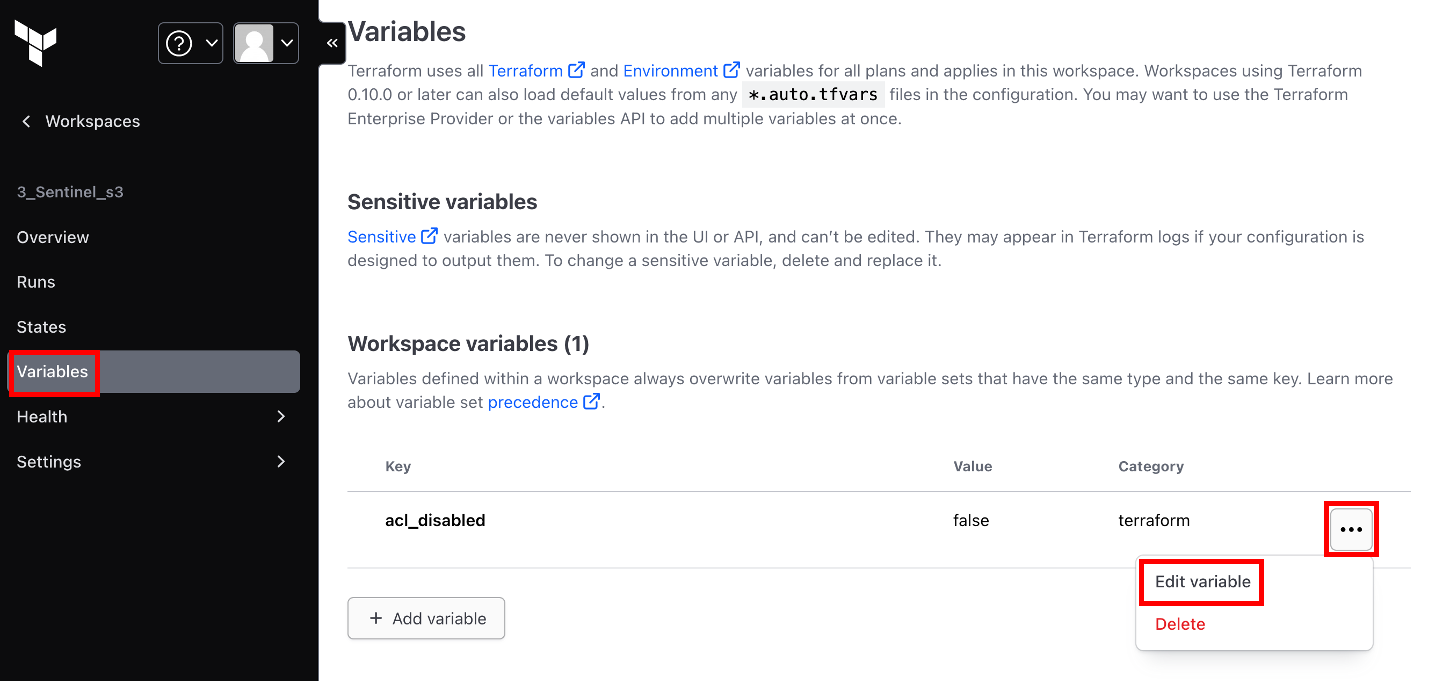 Workspaces
3_Sentinel_s3
Overview
Runs
States
Variables
Health
Settings
Variables
Terraform uses all Terraform and Environment variables for all plans and applies in this workspace. Workspaces using Terraform
0.10.0 or later can also load default values from any *.auto.tfvars files in the configuration. You may want to use the Terraform
Enterprise Provider or the variables API to add multiple variables at once.
Sensitive variables
Sensitive variables are never shown in the UI or API, and can't be edited. They may appear in Terraform logs if your configuration is
designed to output them. To change a sensitive variable, delete and replace it.
Workspace variables (1)
Variables defined within a workspace always overwrite variables from variable sets that have the same type and the same key. Learn more
about variable set precedence.
Key Value Category
acl_disabled false terraform
Edit variable
Delete
+ Add variable